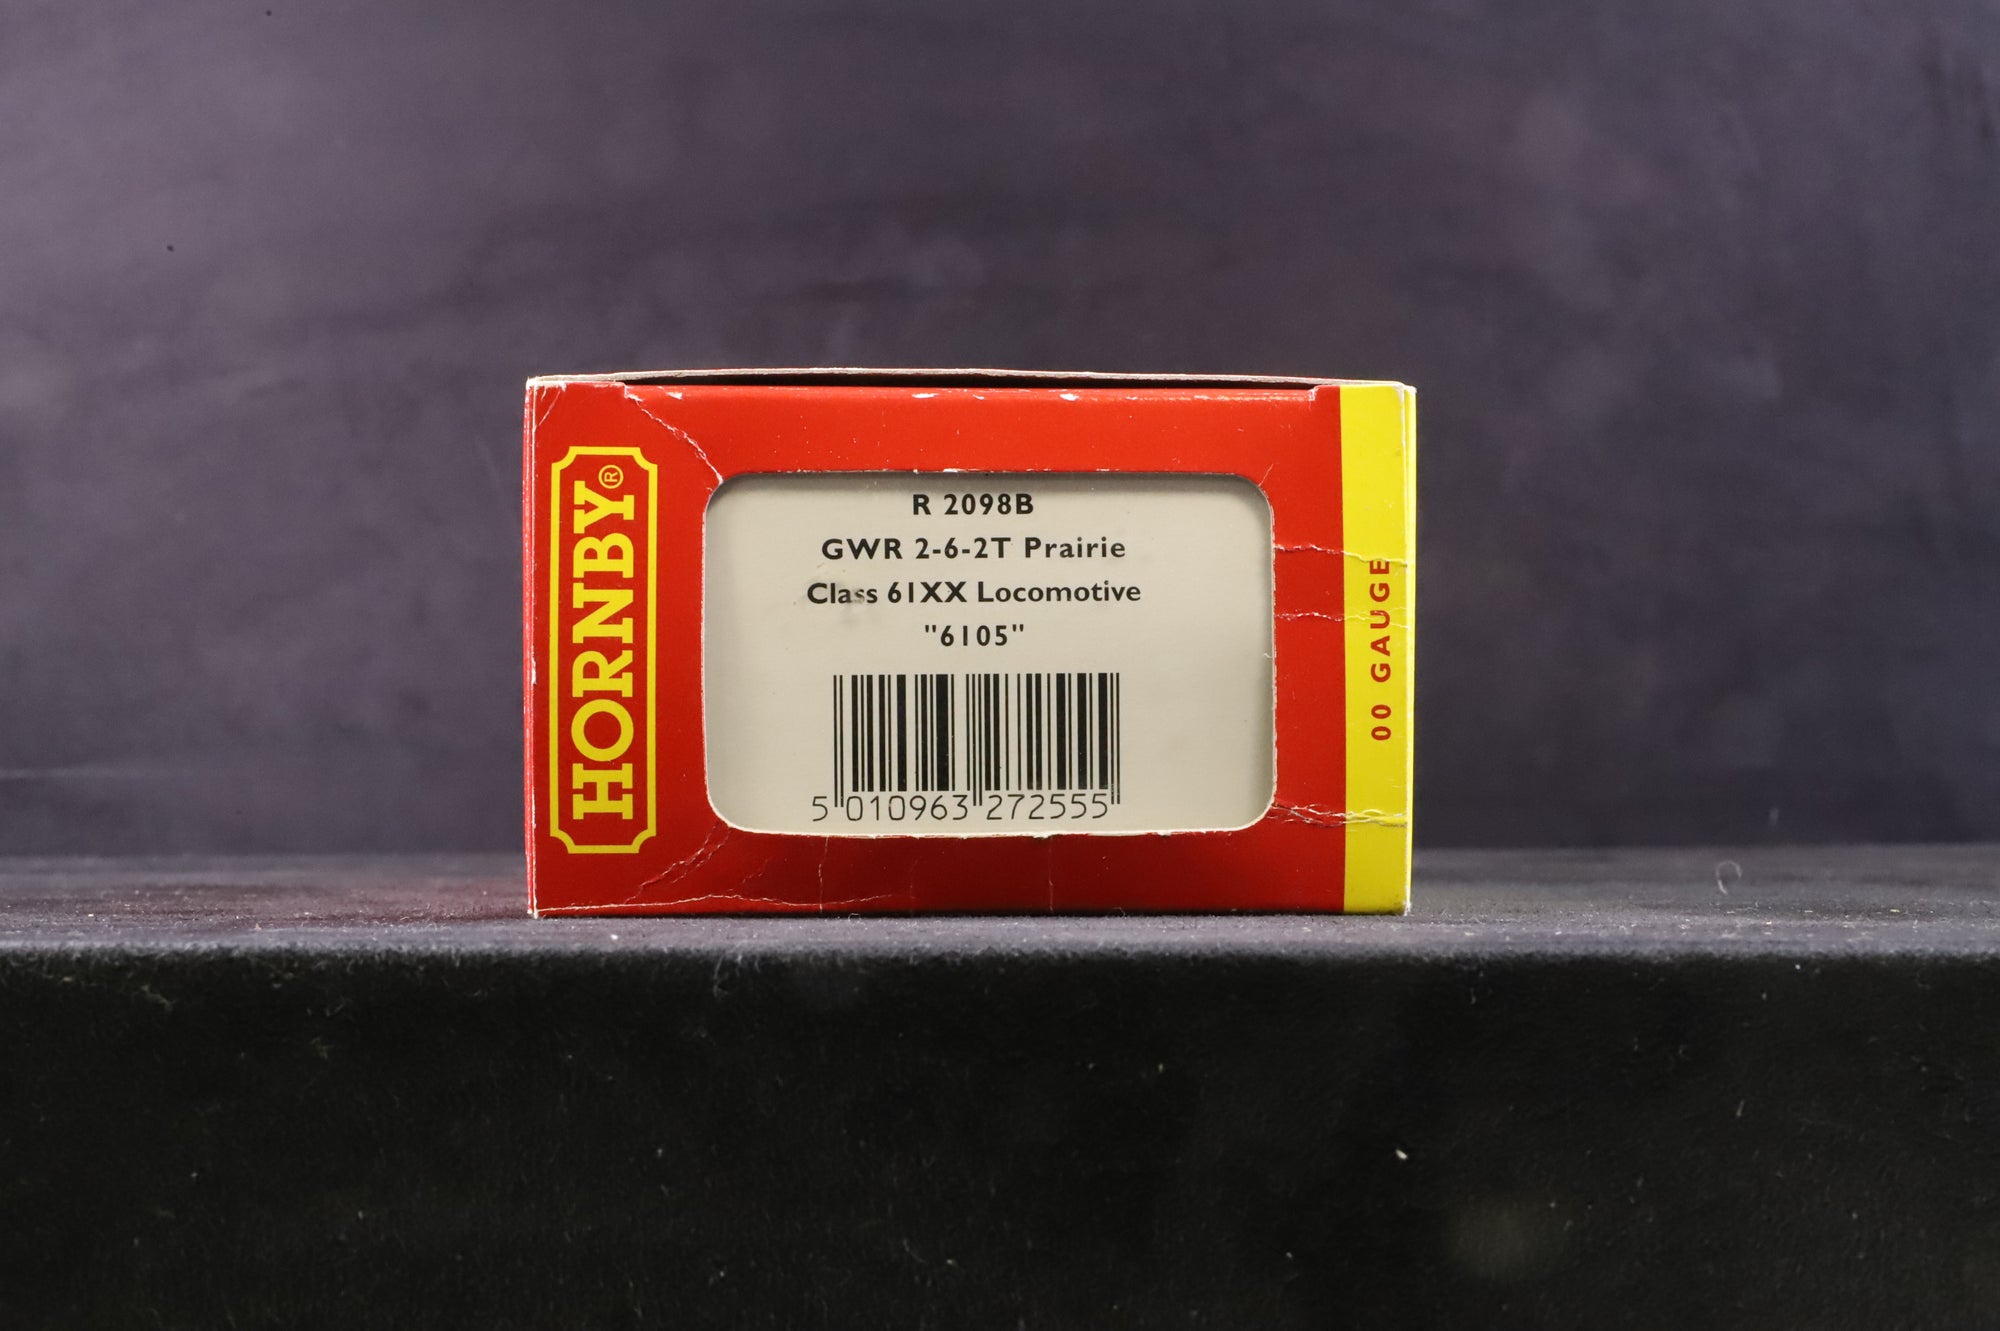 HORNBY®
R 2098B
GWR 2-6-2T Prairie
Class 61XX Locomotive
"6105"
5 010963 272555
00 GAUGE